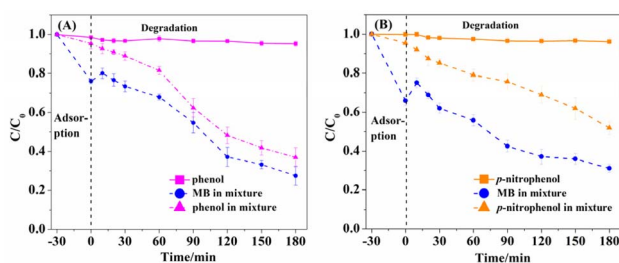 (A)
Degradation
Adsor-
ption
phenol
MB in mixture
phenol in mixture
C/C0
1.0
0.8
0.6
0.4
0.2
0.0
-30 0 30 60 90 120 150 180
Time/min
(B)
Degradation
Adsor-
ption
p-nitrophenol
MB in mixture
p-nitrophenol in mixture
C/C0
1.0
0.8
0.6
0.4
0.2
0.0
-30 0 30 60 90 120 150 180
Time/min